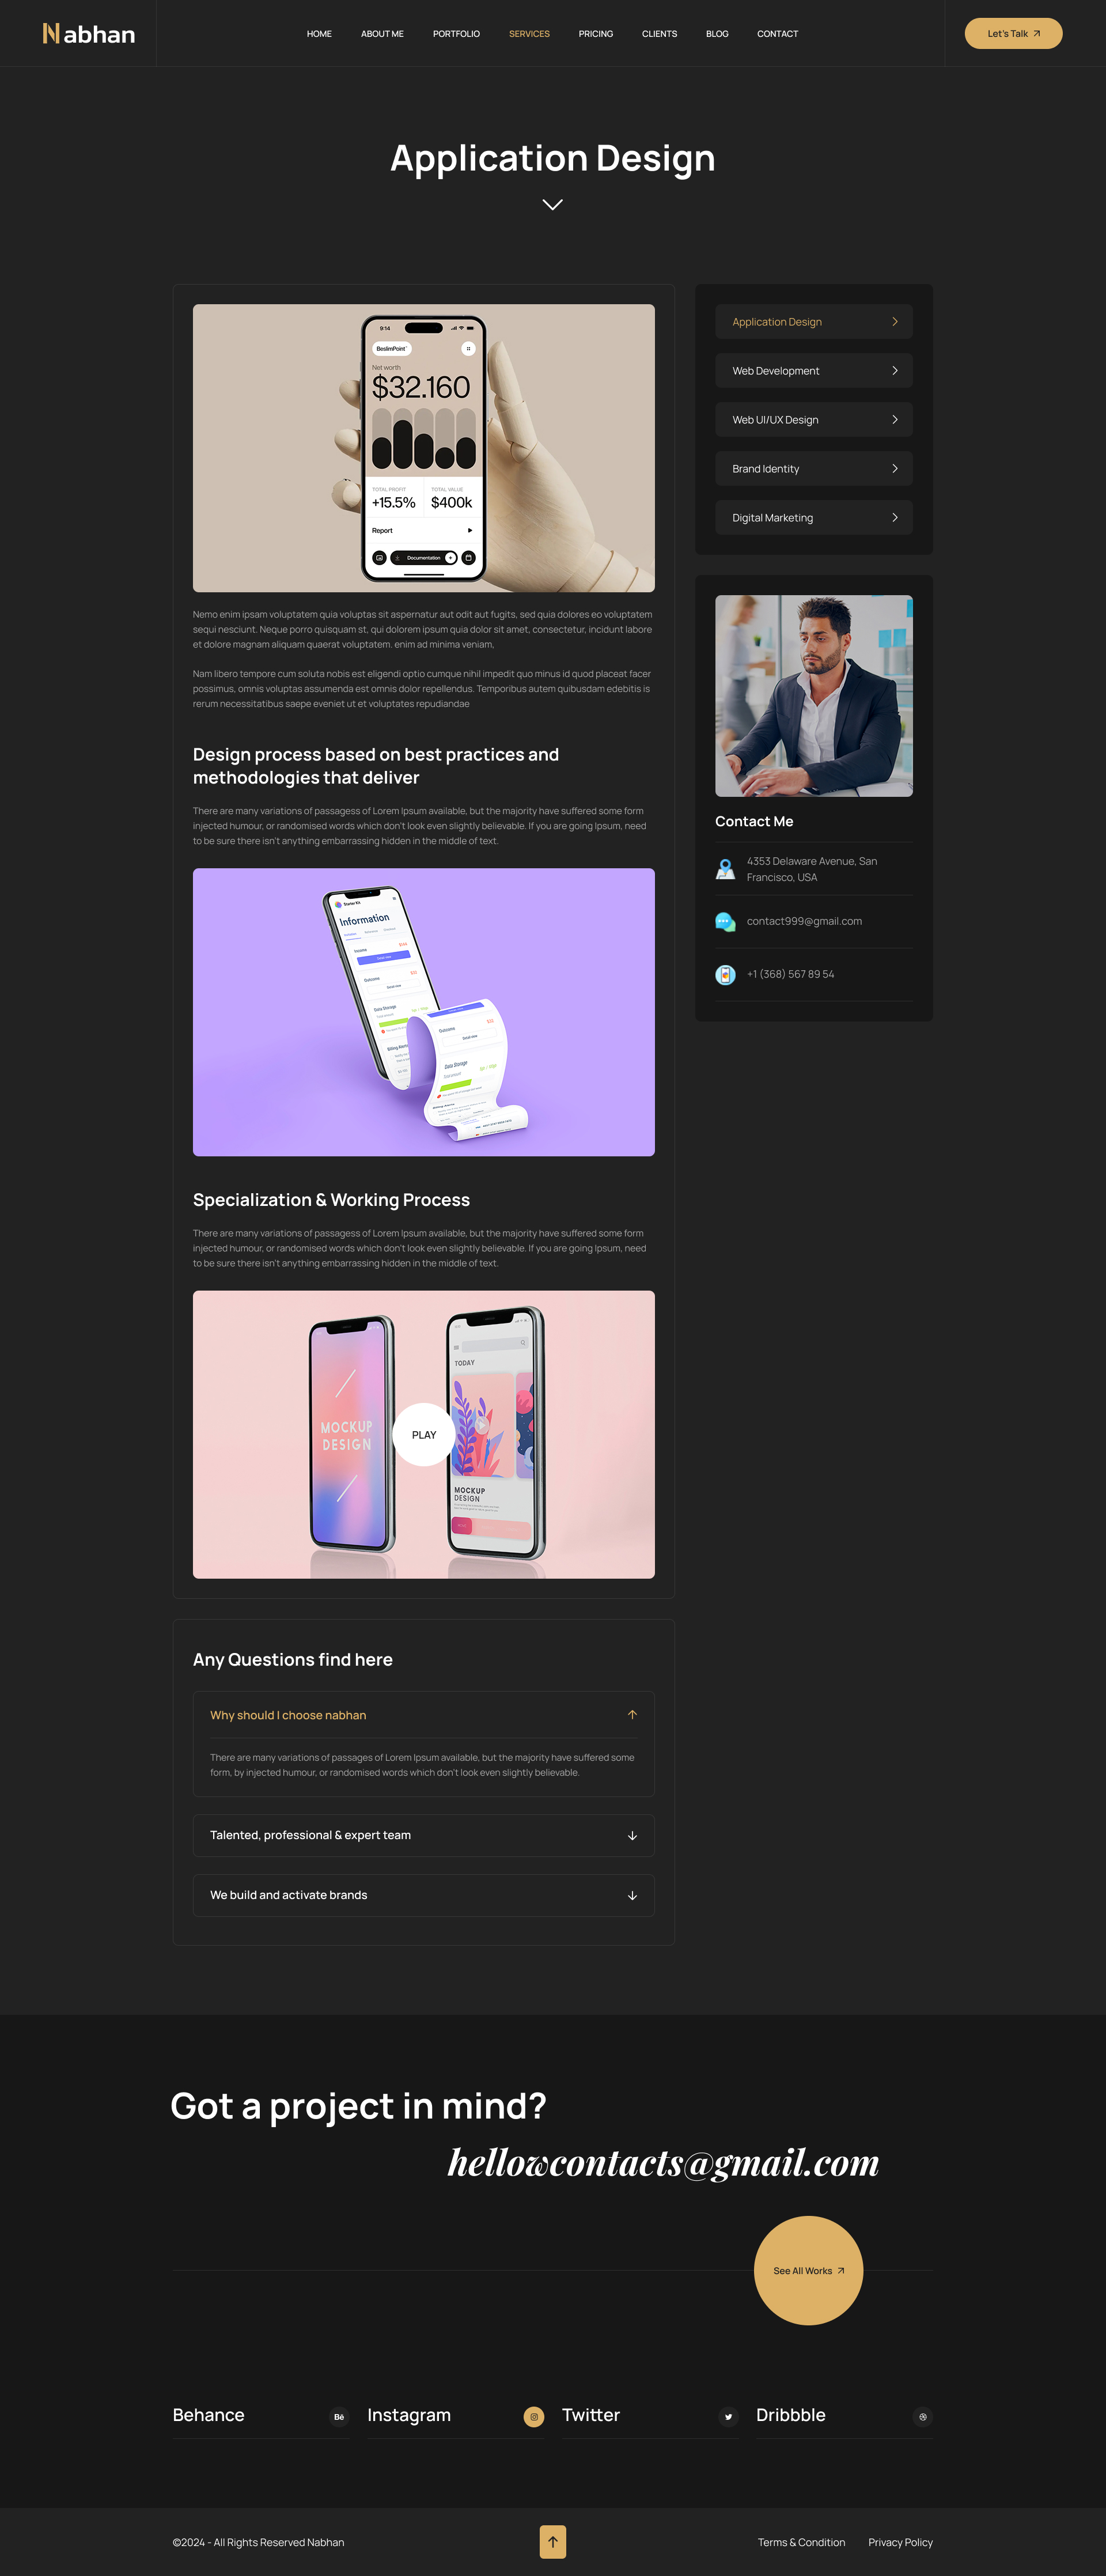 Nabhan
HOME
ABOUT ME
PORTFOLIO
SERVICES
PRICING
CLIENTS
BLOG
CONTACT
Let's Talk
Application Design
9:14
BeslimPoint
Net worth
$32.160
TOTAL PROFIT
+15.5%
TOTAL VALUE
$400k
Report
Documentation
Nemo enim ipsam voluptatem quia voluptas sit aspernatur aut odit aut fugits, sed quia dolores eo voluptatem
sequi nesciunt. Neque porro quisquam st, qui dolorem ipsum quia dolor sit amet, consectetur, incidunt labore
et dolore magnam aliquam quaerat voluptatem. enim ad minima veniam,
Nam libero tempore cum soluta nobis est eligendi optio cumque nihil impedit quo minus id quod placeat facer
possimus, omnis voluptas assumenda est omnis dolor repellendus. Temporibus autem quibusdam edebitis is
rerum necessitatibus saepe eveniet ut et voluptates repudiandae
Design process based on best practices and
methodologies that deliver
There are many variations of passagess of Lorem Ipsum available, but the majority have suffered some form
injected humour, or randomised words which don't look even slightly believable. If you are going Ipsum, need
to be sure there isn't anything embarrassing hidden in the middle of text.
Starter Kit
Information
Income
Outcome
Data Storage
Outcome
Data Storage
Specialization & Working Process
There are many variations of passagess of Lorem Ipsum available, but the majority have suffered some form
injected humour, or randomised words which don't look even slightly believable. If you are going Ipsum, need
to be sure there isn't anything embarrassing hidden in the middle of text.
MOCKUP
DESIGN
PLAY
TODAY
MOCKUP
DESIGN
Any Questions find here
Why should I choose nabhan
There are many variations of passages of Lorem Ipsum available, but the majority have suffered some
form, by injected humour, or randomised words which don't look even slightly believable.
Talented, professional & expert team
We build and activate brands
Application Design
Web Development
Web UI/UX Design
Brand Identity
Digital Marketing
Contact Me
4353 Delaware Avenue, San
Francisco, USA
contact999@gmail.com
+1 (368) 567 89 54
Got a project in mind?
hellowcontacts@gmail.com
See All Works
Behance
Bē
Instagram
Twitter
Dribbble
©2024 - All Rights Reserved Nabhan
Terms & Condition
Privacy Policy